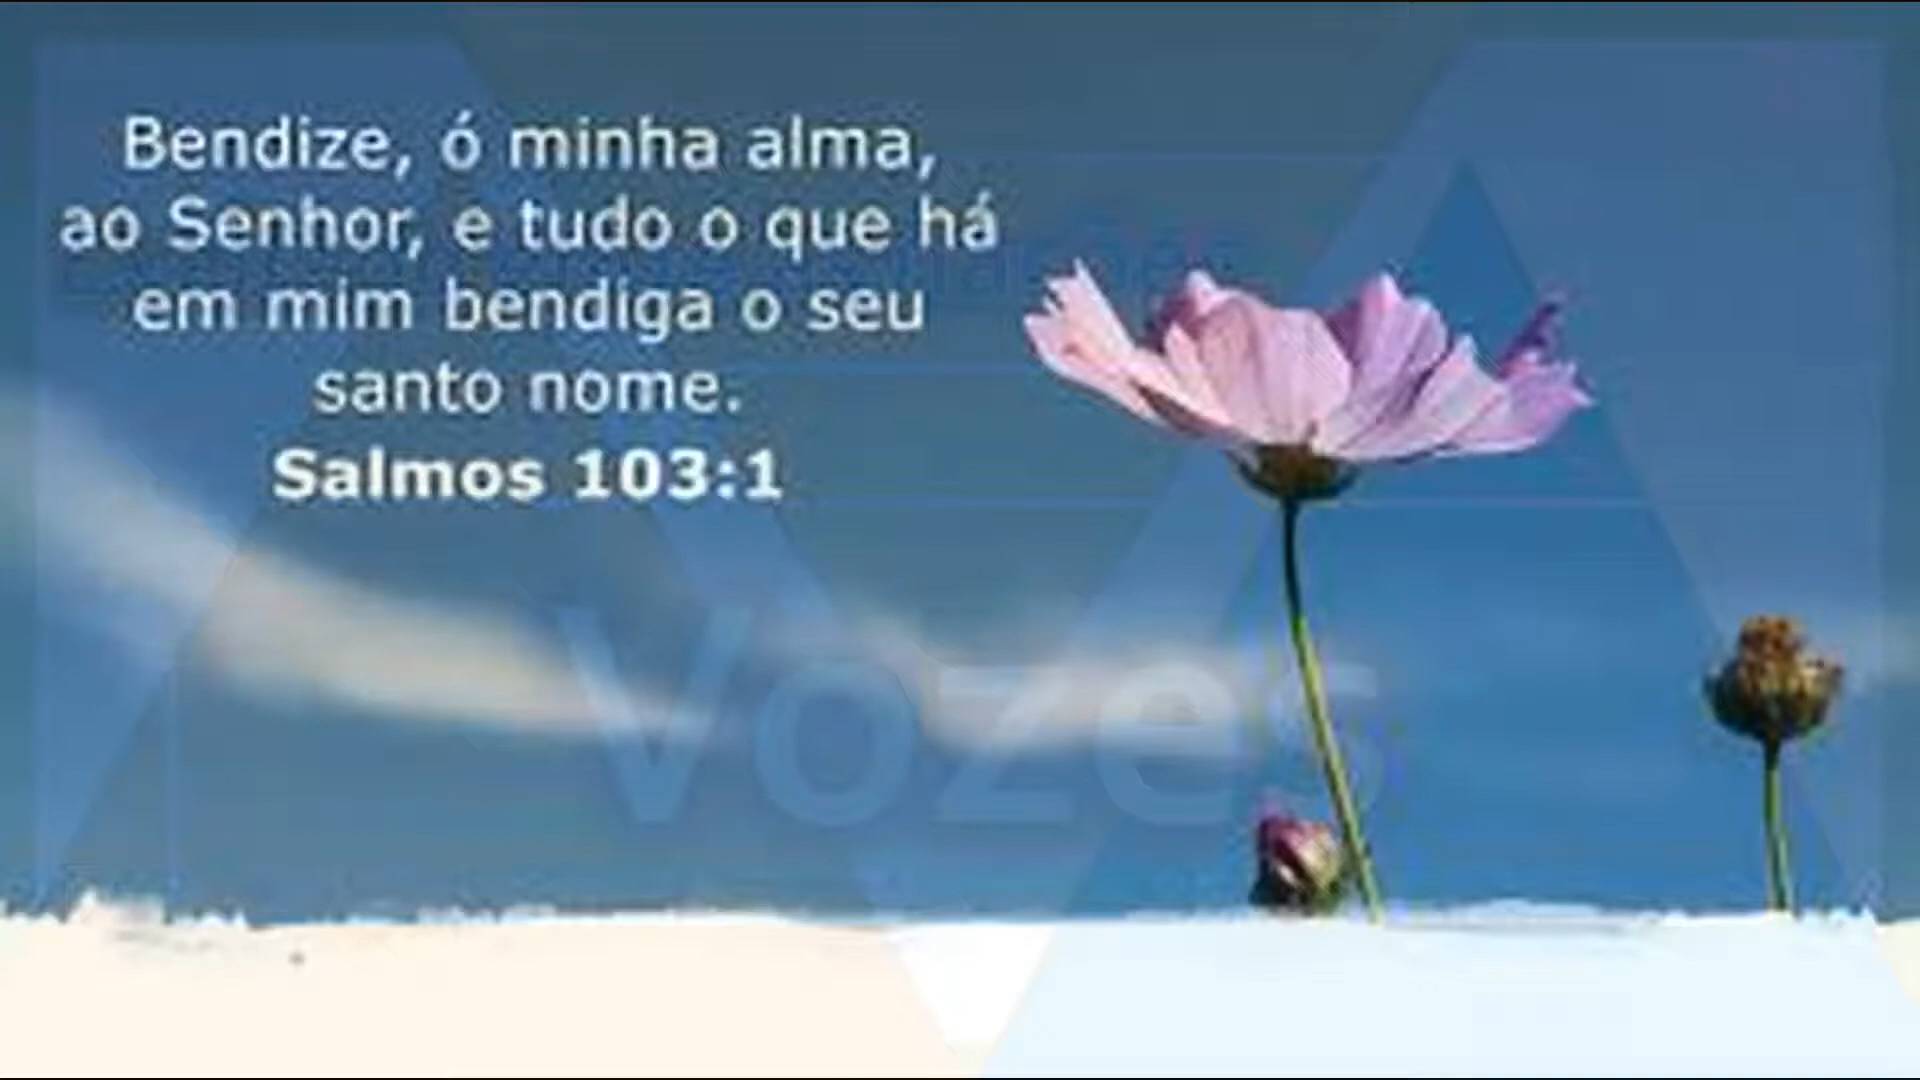 Bendize, ó minha alma,
ao Senhor, e tudo o que há
em mim bendiga o seu
santo nome.
Salmos 103:1
Vozes